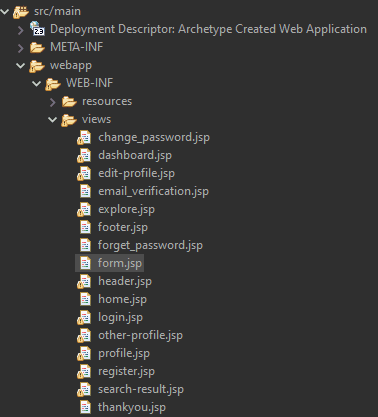 src/main
Deployment Descriptor: Archetype Created Web Application
META-INF
webapp
WEB-INF
resources
views
change_password.jsp
dashboard.jsp
edit-profile.jsp
email_verification.jsp
explore.jsp
footer.jsp
forget_password.jsp
form.jsp
header.jsp
home.jsp
login.jsp
other-profile.jsp
profile.jsp
register.jsp
search-result.jsp
thankyou.jsp